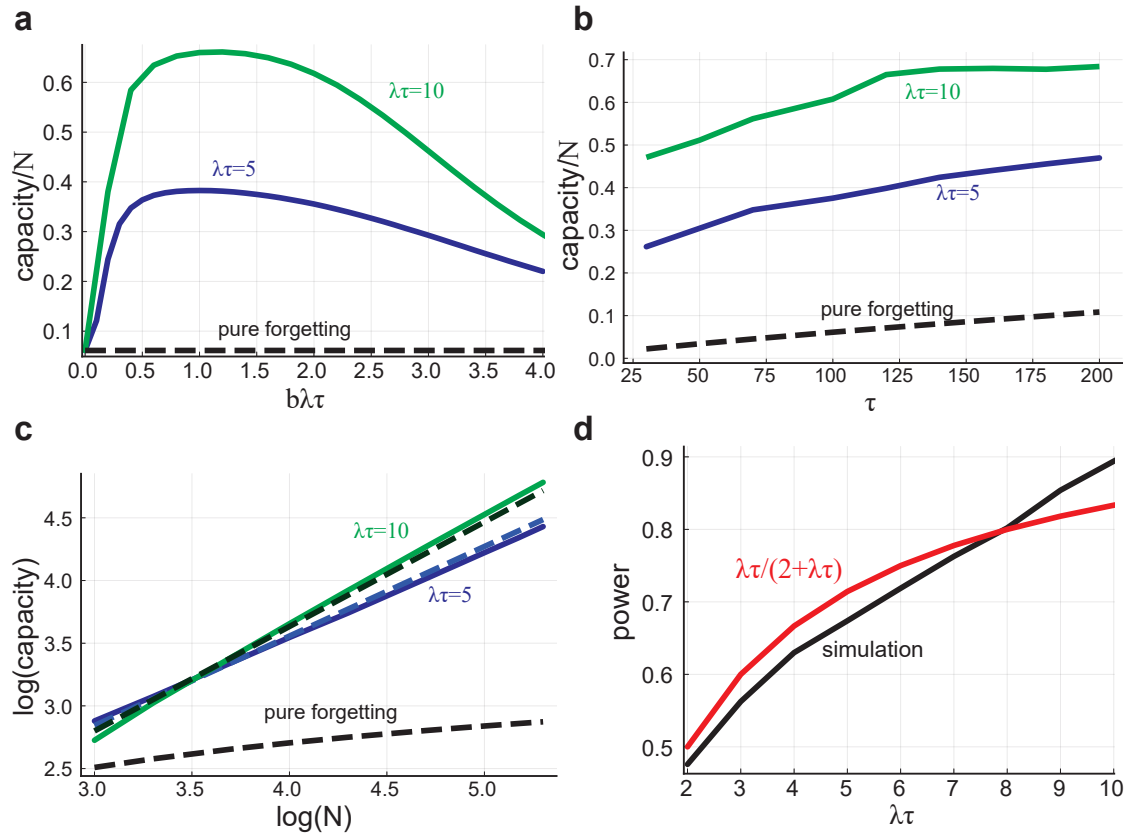 a
capacity/N
0.6
0.5
0.4
0.3
0.2
0.1
λτ=10
λτ=5
pure forgetting
0.0 0.5 1.0 1.5 2.0 2.5 3.0 3.5 4.0
bλτ
b
capacity/N
0.7
0.6
0.5
0.4
0.3
0.2
0.1
0.0
λτ=10
λτ=5
pure forgetting
25 50 75 100 125 150 175 200
τ
c
log(capacity)
4.5
4.0
3.5
3.0
2.5
λτ=10
λτ=5
pure forgetting
3.0 3.5 4.0 4.5 5.0
log(N)
d
power
0.9
0.8
0.7
0.6
0.5
λτ/(2+λτ)
simulation
2 3 4 5 6 7 8 9 10
λτ